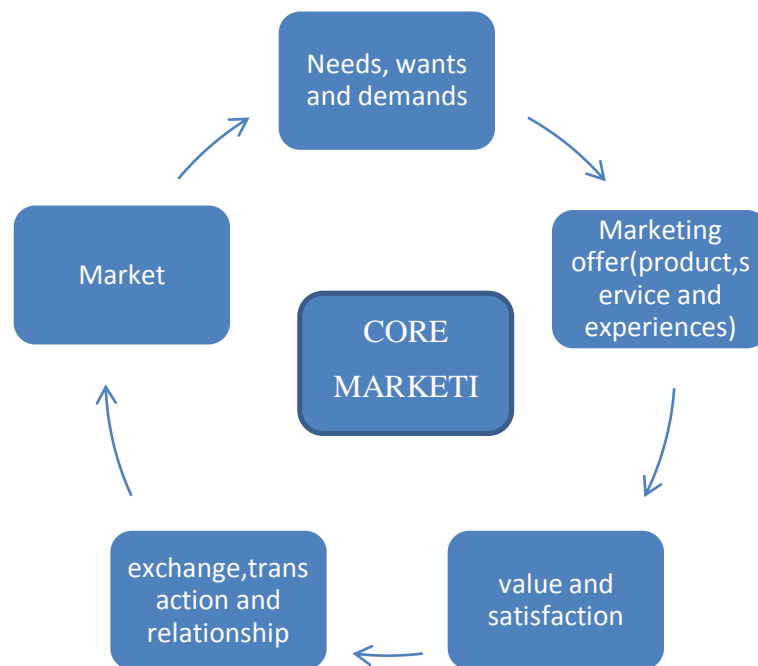 Needs, wants
and demands
Marketing
offer(product,s
ervice and
experiences)
value and
satisfaction
exchange,trans
action and
relationship
Market
CORE
MARKETI